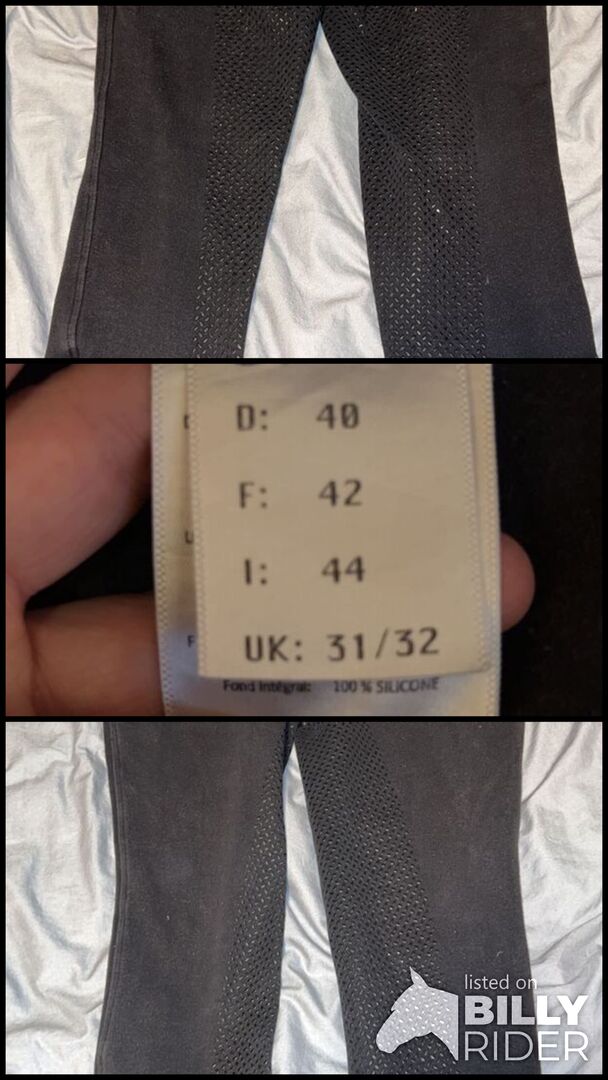 D: 40
F: 42
I: 44
UK: 31/32
F
Fond Intégral: 100 % SILICONE
listed on
BILLY
RIDER